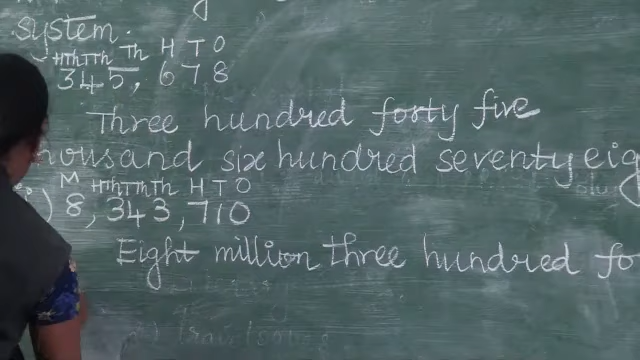 system.
HTh TTh Th H T O
345, 678
Three hundred forty five
thousand six hundred seventy eig
M HTh TTh Th H T O
) 8, 343, 710
Eight million three hundred fo